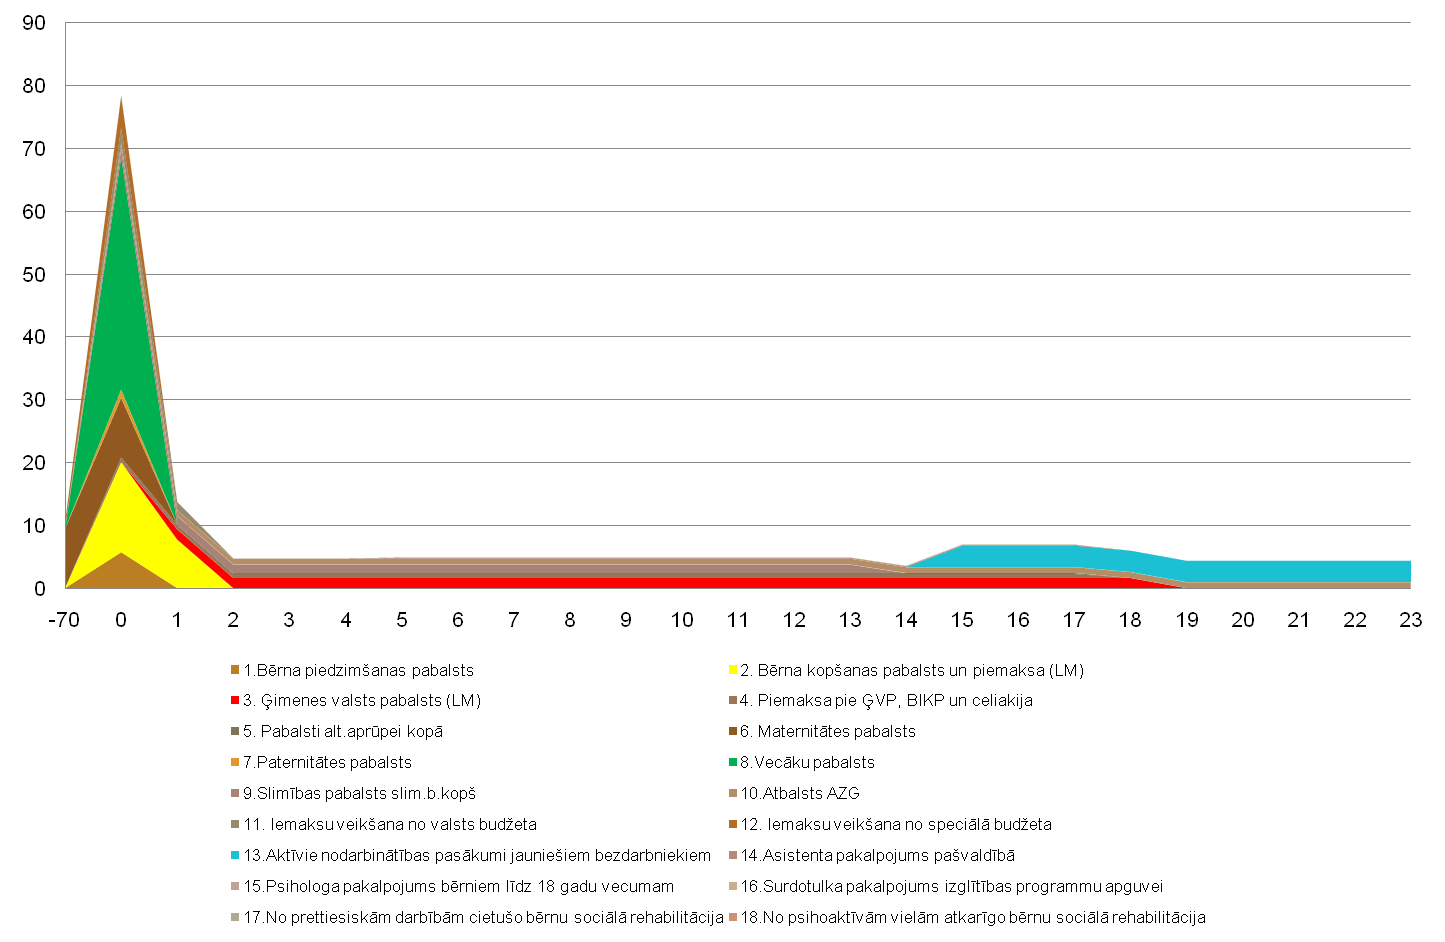 90
80
70
60
50
40
30
20
10
0
-70 0 1 2 3 4 5 6 7 8 9 10 11 12 13 14 15 16 17 18 19 20 21 22 23
1.Bērna piedzimšanas pabalsts 2. Bērna kopšanas pabalsts un piemaksa (LM)
3. Ģimenes valsts pabalsts (LM) 4. Piemaksa pie ĢVP, BIKP un celiakija
5. Pabalsti alt.aprūpei kopā 6. Maternitātes pabalsts
7.Paternitātes pabalsts 8.Vecāku pabalsts
9.Slimības pabalsts slim.b.kopš 10.Atbalsts AZG
11. Iemaksu veikšana no valsts budžeta 12. Iemaksu veikšana no speciālā budžeta
13.Aktīvie nodarbinātības pasākumi jauniešiem bezdarbniekiem 14.Asistenta pakalpojums pašvaldībā
15.Psihologa pakalpojums bērniem līdz 18 gadu vecumam 16.Surdotulka pakalpojums izglītības programmu apguvei
17.No prettiesiskām darbībām cietušo bērnu sociālā rehabilitācija 18.No psihoaktīvām vielām atkarīgo bērnu sociālā rehabilitācija